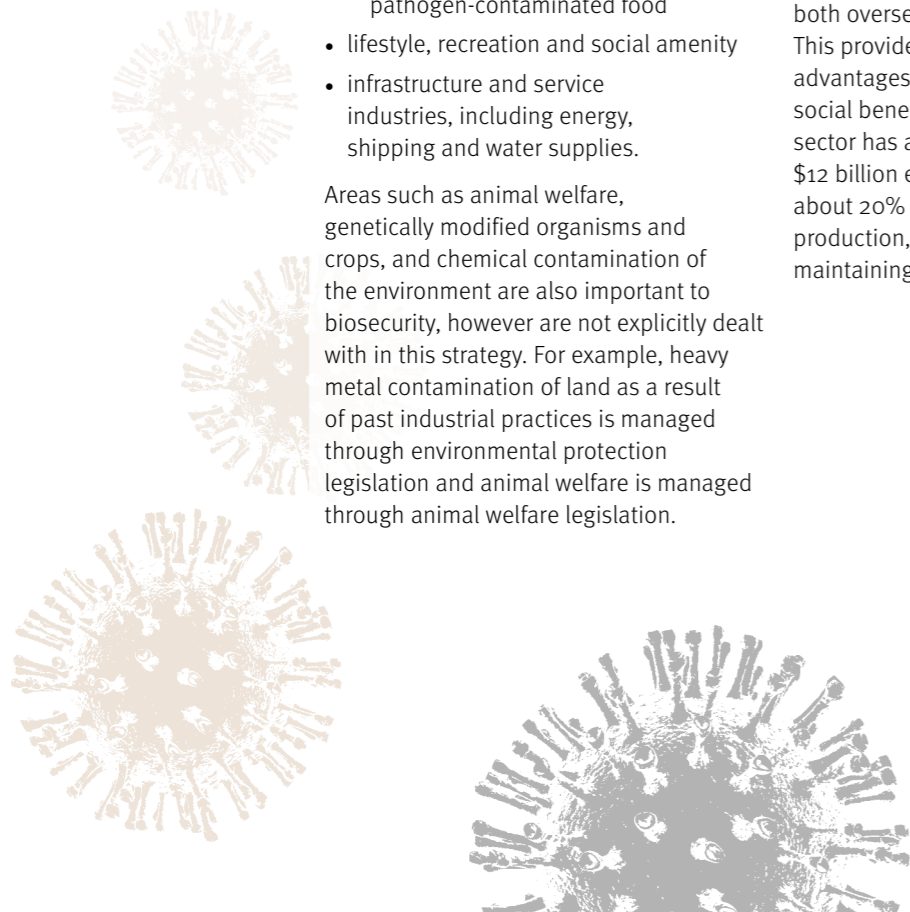 pathogen-contaminated food
• lifestyle, recreation and social amenity
• infrastructure and service
industries, including energy,
shipping and water supplies.
Areas such as animal welfare,
genetically modified organisms and
crops, and chemical contamination of
the environment are also important to
biosecurity, however are not explicitly dealt
with in this strategy. For example, heavy
metal contamination of land as a result
of past industrial practices is managed
through environmental protection
legislation and animal welfare is managed
through animal welfare legislation.
both overse
This provide
advantages
social bene
sector has a
$12 billion e
about 20%
production,
maintaining